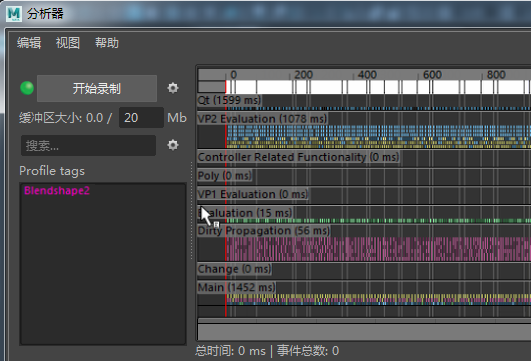 分析器
编辑 视图 帮助
开始录制
缓冲区大小: 0.0 / 20 Mb
搜索...
Profile tags
Blendshape2
0 200 400 600 800
Qt (1599 ms)
VP2 Evaluation (1078 ms)
Controller Related Functionality (0 ms)
Poly (0 ms)
VP1 Evaluation (0 ms)
Evaluation (15 ms)
Dirty Propagation (56 ms)
Change (0 ms)
Main (1452 ms)
总时间: 0 ms | 事件总数: 0